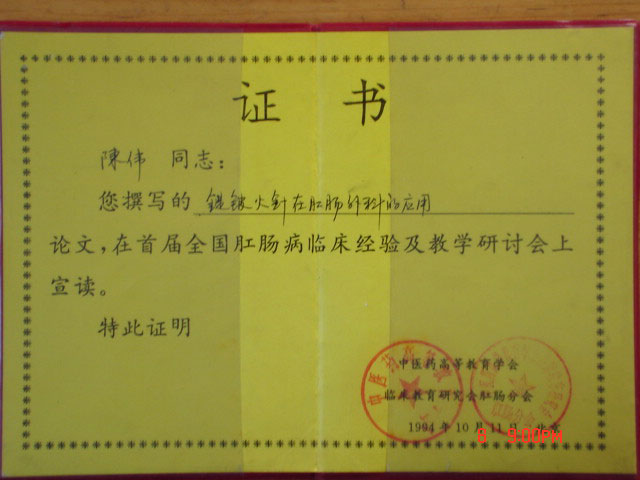 证 书
陳伟 同志：
您撰写的 鍉鈹火针在肛肠外科的应用
论文，在首届全国肛肠病临床经验及教学研讨会上
宣读。
特此证明
中医药高等教育学会
临床教育研究会肛肠分会
1994 年 10 月 11 日
8 9:00PM